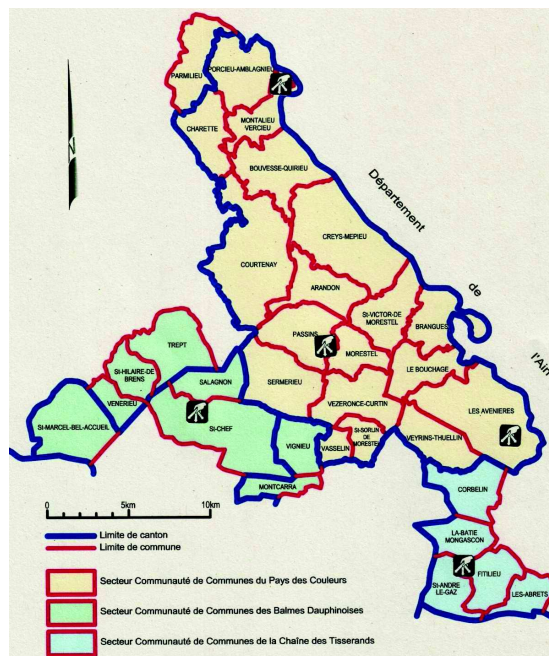 PARMILIEU
PORCIEU-AMBLAGNIEU
CHARETTE
MONTALIEU
VERCIEU
BOUVESSE-QUIRIEU
Département
de
l'Ain
CREYS-MEPIEU
COURTENAY
ARANDON
St-VICTOR-DE
MORESTEL
BRANGUES
PASSINS
MORESTEL
LE BOUCHAGE
TREPT
St-HILAIRE-DE
BRENS
SALAGNON
SERMERIEU
VENERIEU
VEZERONCE-CURTIN
LES AVENIERES
St-MARCEL-BEL-ACCUEIL
St-CHEF
VIGNIEU
VASSELIN
St-SORLIN
DE
MORESTEL
VEYRINS-THUELLIN
MONTCARRA
CORBELIN
0
5km
10km
LA-BATIE
MONGASCON
Limite de canton
Limite de commune
St-ANDRE
LE-GAZ
FITILIEU
LES-ABRETS
Secteur Communauté de Communes du Pays des Couleurs
Secteur Communauté de Communes des Balmes Dauphinoises
Secteur Communauté de Communes de la Chaîne des Tisserands